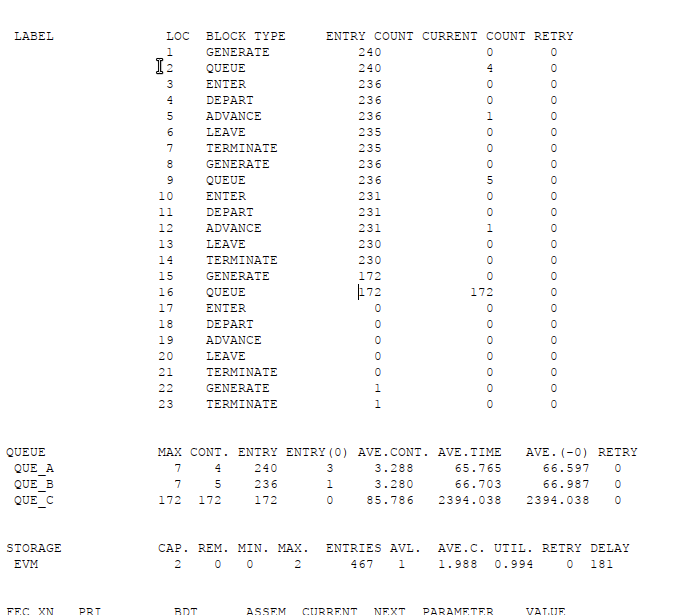 LABEL LOC BLOCK TYPE ENTRY COUNT CURRENT COUNT RETRY
1 GENERATE 240 0 0
2 QUEUE 240 4 0
3 ENTER 236 0 0
4 DEPART 236 0 0
5 ADVANCE 236 1 0
6 LEAVE 235 0 0
7 TERMINATE 235 0 0
8 GENERATE 236 0 0
9 QUEUE 236 5 0
10 ENTER 231 0 0
11 DEPART 231 0 0
12 ADVANCE 231 1 0
13 LEAVE 230 0 0
14 TERMINATE 230 0 0
15 GENERATE 172 0 0
16 QUEUE 172 172 0
17 ENTER 0 0 0
18 DEPART 0 0 0
19 ADVANCE 0 0 0
20 LEAVE 0 0 0
21 TERMINATE 0 0 0
22 GENERATE 1 0 0
23 TERMINATE 1 0 0
QUEUE MAX CONT. ENTRY ENTRY(0) AVE.CONT. AVE.TIME AVE.(-0) RETRY
QUE_A 7 4 240 3 3.288 65.765 66.597 0
QUE_B 7 5 236 1 3.280 66.703 66.987 0
QUE_C 172 172 172 0 85.786 2394.038 2394.038 0
STORAGE CAP. REM. MIN. MAX. ENTRIES AVL. AVE.C. UTIL. RETRY DELAY
EVM 2 0 0 2 467 1 1.988 0.994 0 181
FEC XN PRI BDT ASSEM CURRENT NEXT PARAMETER VALUE